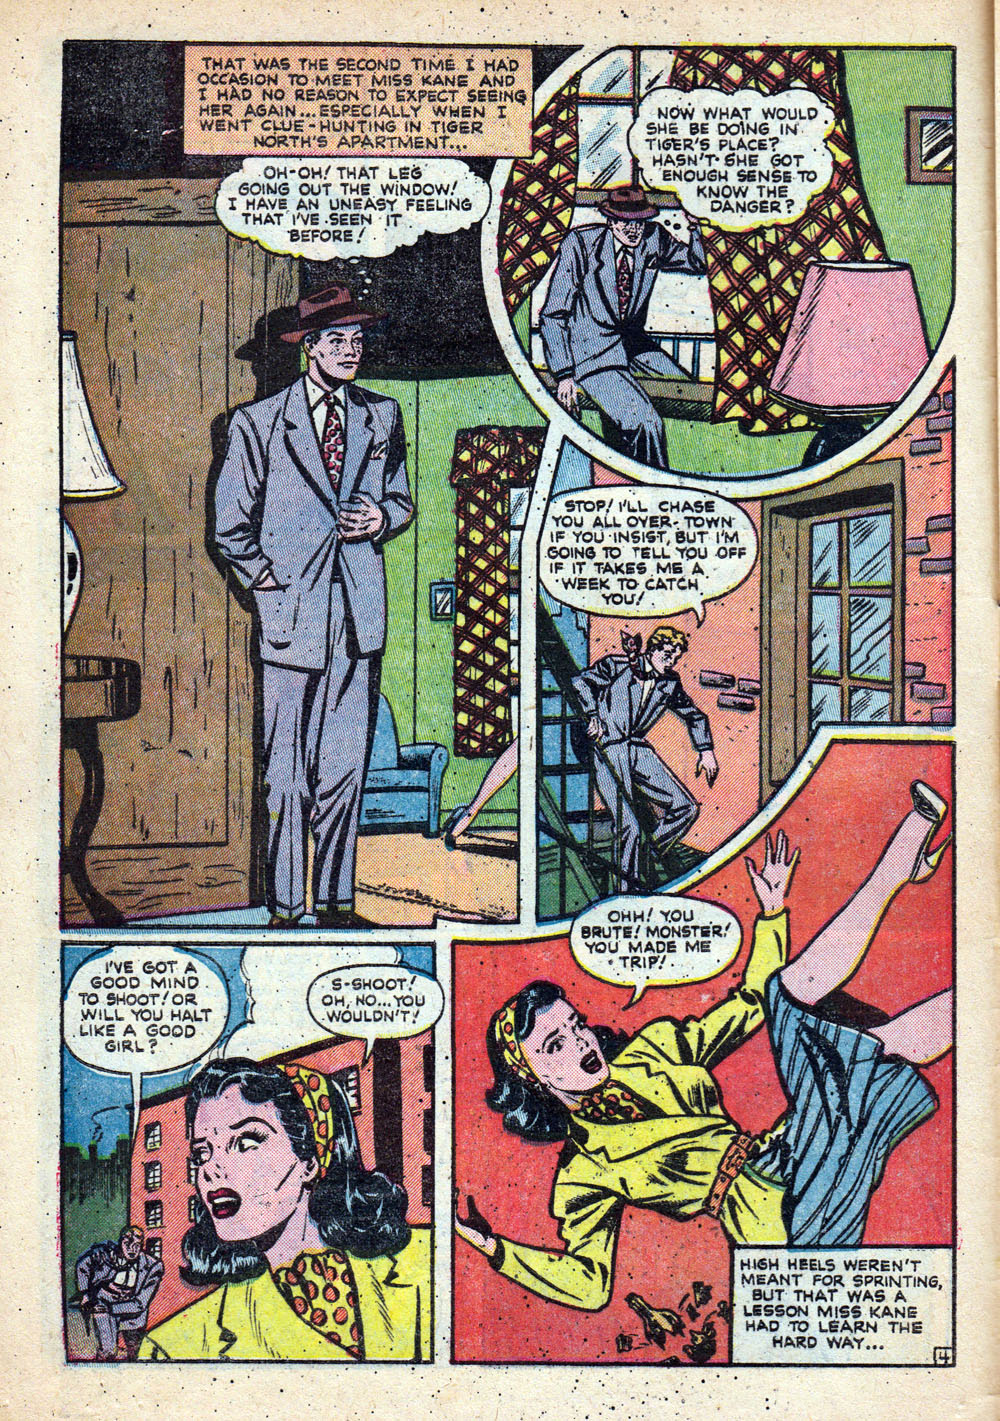 THAT WAS THE SECOND TIME I HAD
OCCASION TO MEET MISS KANE AND
I HAD NO REASON TO EXPECT SEEING
HER AGAIN...ESPECIALLY WHEN I
WENT CLUE-HUNTING IN TIGER
NORTH'S APARTMENT...
OH-OH! THAT LEG
GOING OUT THE WINDOW!
I HAVE AN UNEASY FEELING
THAT I'VE SEEN IT
BEFORE!
NOW WHAT WOULD
SHE BE DOING IN
TIGER'S PLACE?
HASN'T SHE GOT
ENOUGH SENSE TO
KNOW THE
DANGER?
STOP! I'LL CHASE
YOU ALL OVER TOWN
IF YOU INSIST, BUT I'M
GOING TO TELL YOU OFF
IF IT TAKES ME A
WEEK TO CATCH
YOU!
I'VE GOT A
GOOD MIND
TO SHOOT! OR
WILL YOU HALT
LIKE A GOOD
GIRL?
S-SHOOT!
OH, NO...YOU
WOULDN'T!
OHH! YOU
BRUTE! MONSTER!
YOU MADE ME
TRIP!
HIGH HEELS WEREN'T
MEANT FOR SPRINTING,
BUT THAT WAS A
LESSON MISS KANE
HAD TO LEARN THE
HARD WAY...
4